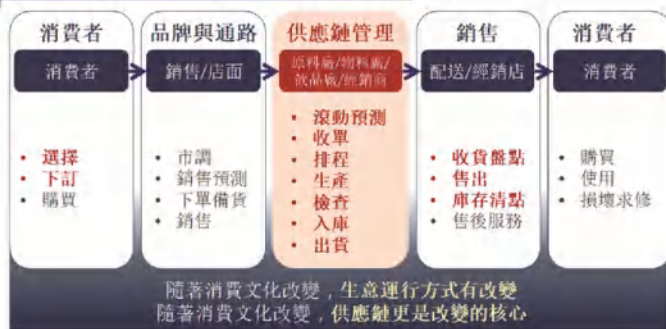 消費者
消費者
• 選擇
• 下訂
• 購買
品牌與通路
銷售/店面
• 市調
• 銷售預測
• 下單備貨
• 銷售
供應鏈管理
原料廠/物料廠/
飲品廠/經銷商
• 滾動預測
• 收單
• 排程
• 生產
• 檢查
• 入庫
• 出貨
銷售
配送/經銷店
• 收貨盤點
• 售出
• 庫存清點
• 售後服務
消費者
消費者
• 購買
• 使用
• 損壞求修
隨著消費文化改變，生意運行方式有改變
隨著消費文化改變，供應鏈更是改變的核心